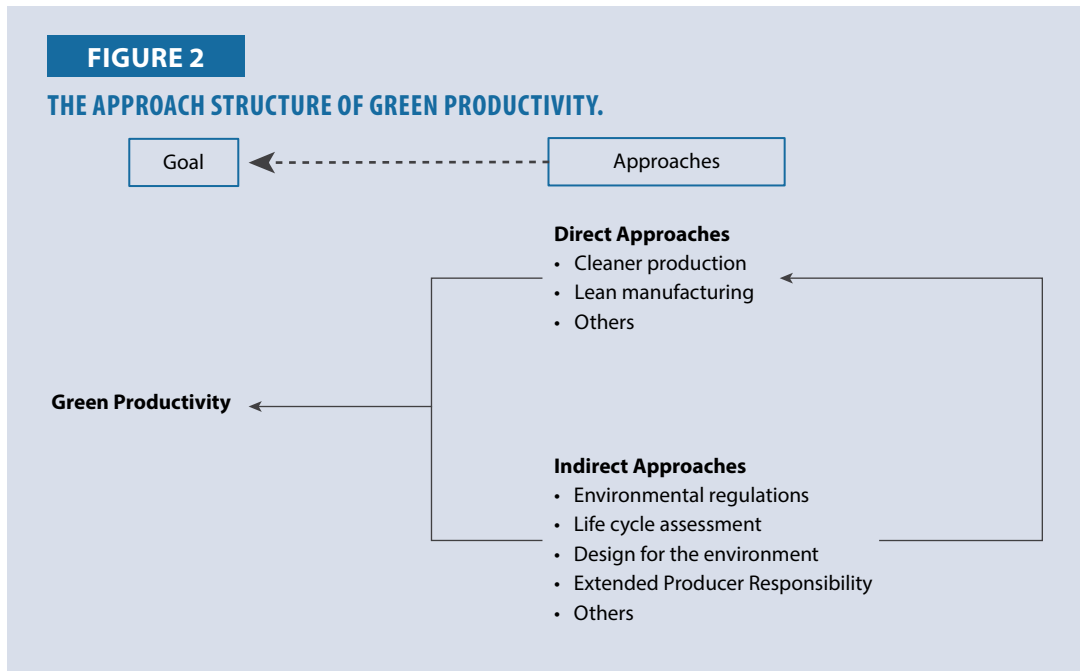 FIGURE 2
THE APPROACH STRUCTURE OF GREEN PRODUCTIVITY.
Goal
Approaches
Direct Approaches
• Cleaner production
• Lean manufacturing
• Others
Green Productivity
Indirect Approaches
• Environmental regulations
• Life cycle assessment
• Design for the environment
• Extended Producer Responsibility
• Others